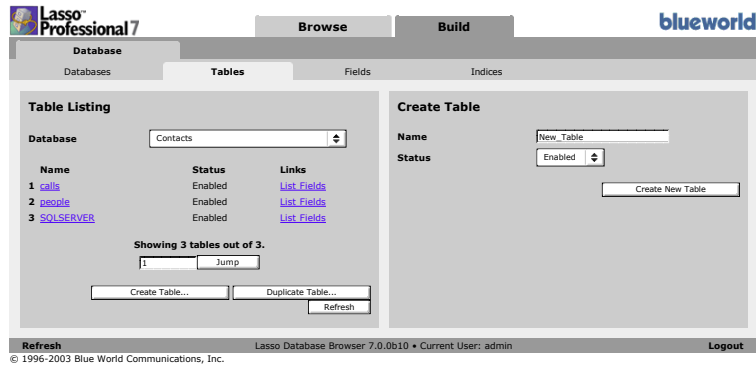 Lasso™
Professional 7
Browse
Build
blueworld
Database
Databases
Tables
Fields
Indices
Table Listing
Database
Contacts
Name Status Links
1 calls Enabled List Fields
2 people Enabled List Fields
3 SQLSERVER Enabled List Fields
Showing 3 tables out of 3.
1 Jump
Create Table... Duplicate Table...
Refresh
Create Table
Name New_Table
Status Enabled
Create New Table
Refresh Lasso Database Browser 7.0.0b10 • Current User: admin Logout
© 1996-2003 Blue World Communications, Inc.